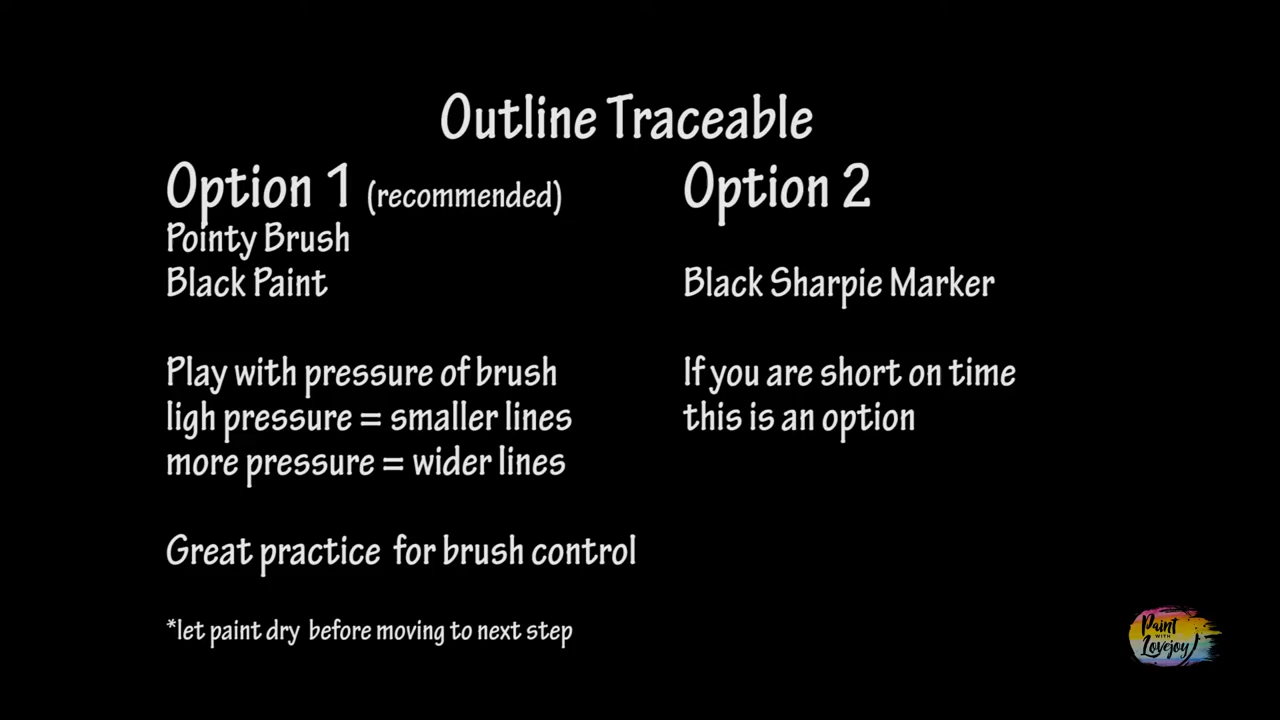 Outline Traceable
Option 1 (recommended)
Pointy Brush
Black Paint
Play with pressure of brush
ligh pressure = smaller lines
more pressure = wider lines
Great practice for brush control
*let paint dry before moving to next step
Option 2
Black Sharpie Marker
If you are short on time
this is an option
Paint
WITH
Lovejoy